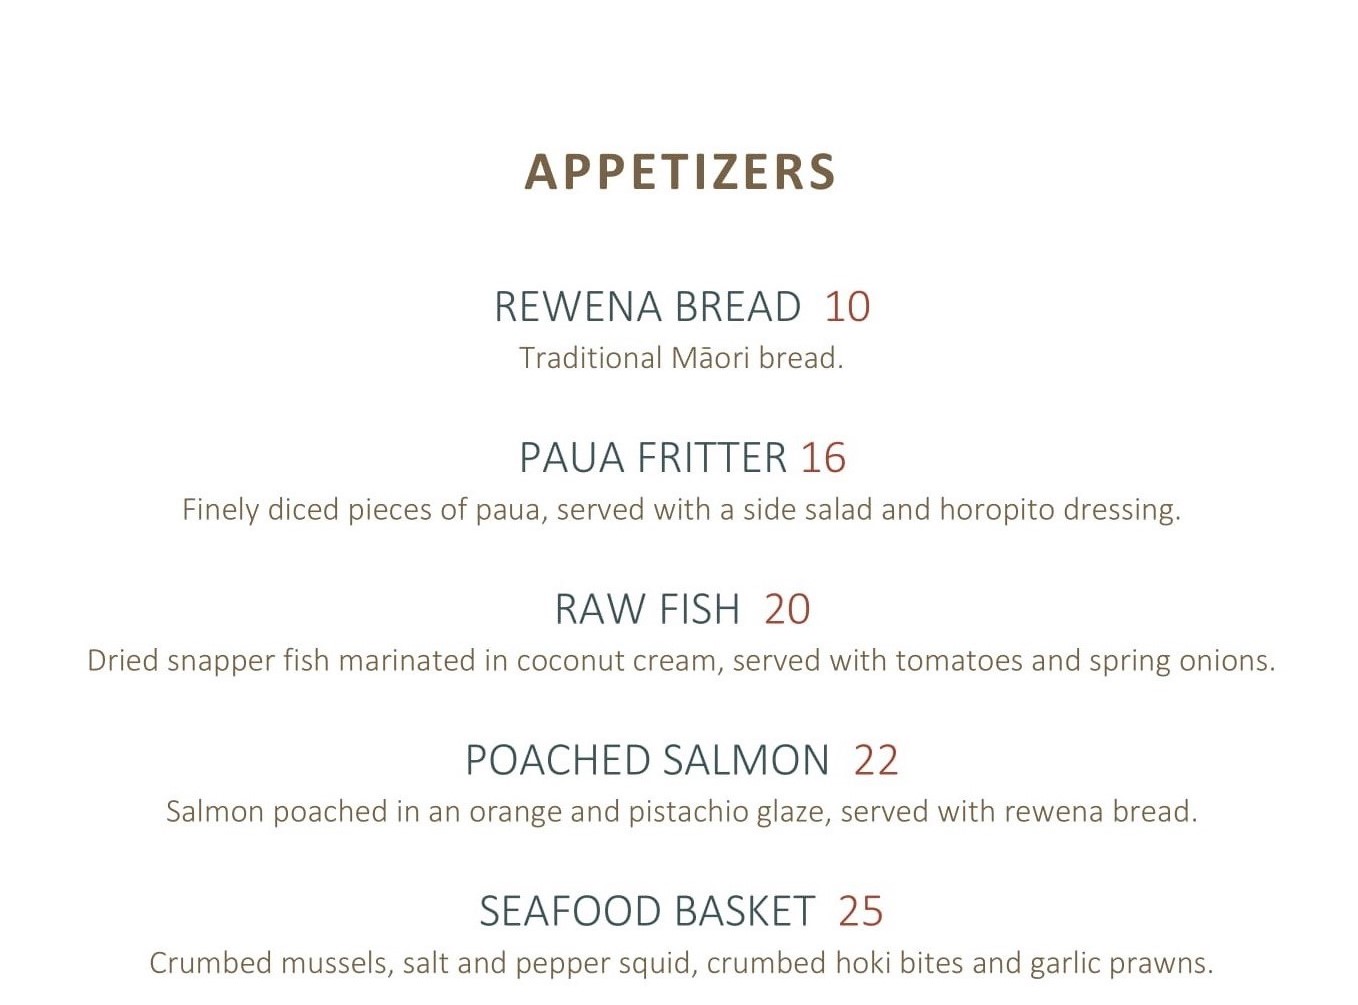 APPETIZERS
REWENA BREAD 10
Traditional Māori bread.
PAUA FRITTER 16
Finely diced pieces of paua, served with a side salad and horopito dressing.
RAW FISH 20
Dried snapper fish marinated in coconut cream, served with tomatoes and spring onions.
POACHED SALMON 22
Salmon poached in an orange and pistachio glaze, served with rewena bread.
SEAFOOD BASKET 25
Crumbed mussels, salt and pepper squid, crumbed hoki bites and garlic prawns.